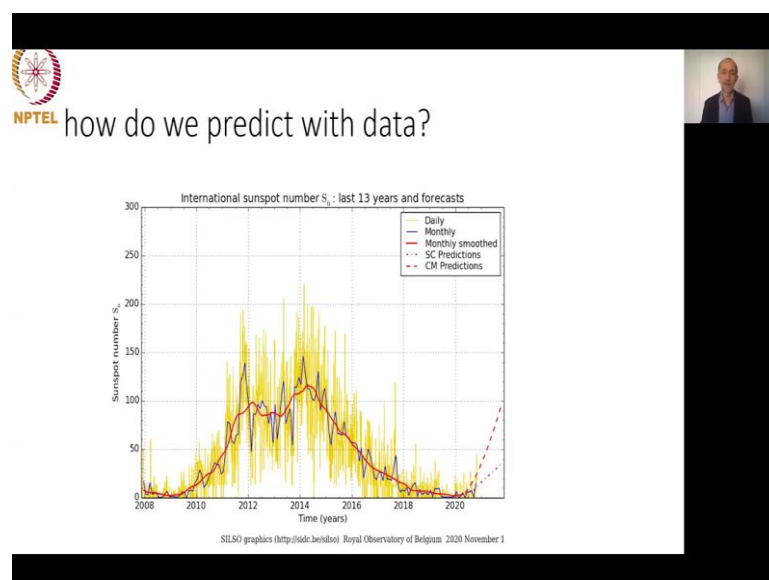 NPTEL
how do we predict with data?
International sunspot number Sₙ : last 13 years and forecasts
300
250
200
150
100
50
0
Sunspot number Sₙ
Daily
Monthly
Monthly smoothed
SC Predictions
CM Predictions
2008 2010 2012 2014 2016 2018 2020
Time (years)
SILSO graphics (http://sidc.be/silso) Royal Observatory of Belgium 2020 November 1